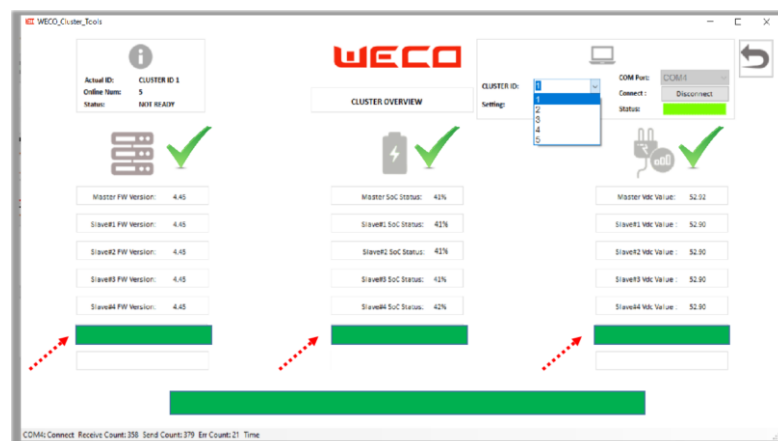 WECO_Cluster_Tools
Actual ID: CLUSTER ID 1
Online Num: 5
Status: NOT READY
WECO
CLUSTER OVERVIEW
CLUSTER ID: 1
Setting:
1
2
3
4
5
COM Port: COM4
Connect : Disconnect
Status:
Master FW Version: 4.45
Slave#1 FW Version: 4.45
Slave#2 FW Version: 4.45
Slave#3 FW Version: 4.45
Slave#4 FW Version: 4.45
Master SoC Status: 41%
Slave#1 SoC Status: 41%
Slave#2 SoC Status: 41%
Slave#3 SoC Status: 41%
Slave#4 SoC Status: 42%
Master Vdc Value: 52.92
Slave#1 Vdc Value : 52.90
Slave#2 Vdc Value : 52.90
Slave#3 Vdc Value : 52.90
Slave#4 Vdc Value : 52.90
COM4: Connect Receive Count: 358 Send Count: 379 Err Count: 21 Time